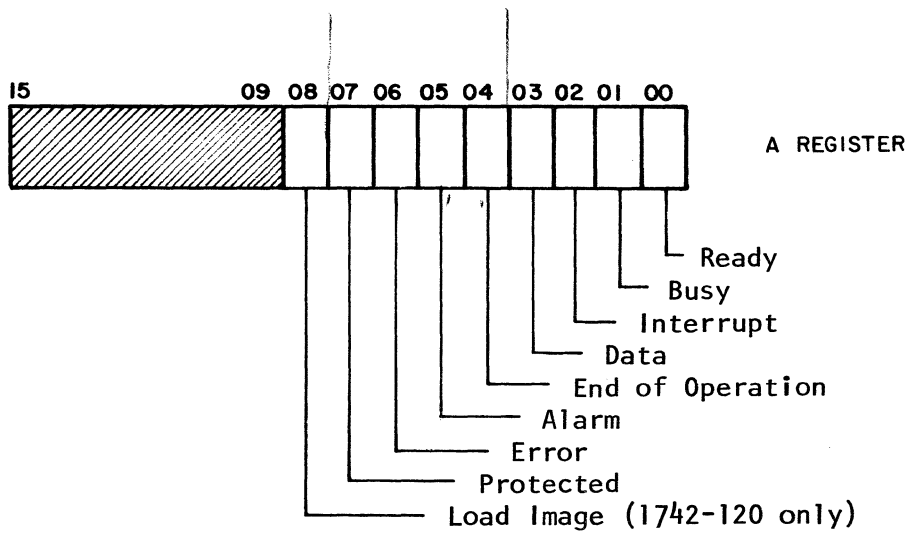 15 09 08 07 06 05 04 03 02 01 00
A REGISTER
Ready
Busy
Interrupt
Data
End of Operation
Alarm
Error
Protected
Load Image (1742-120 only)